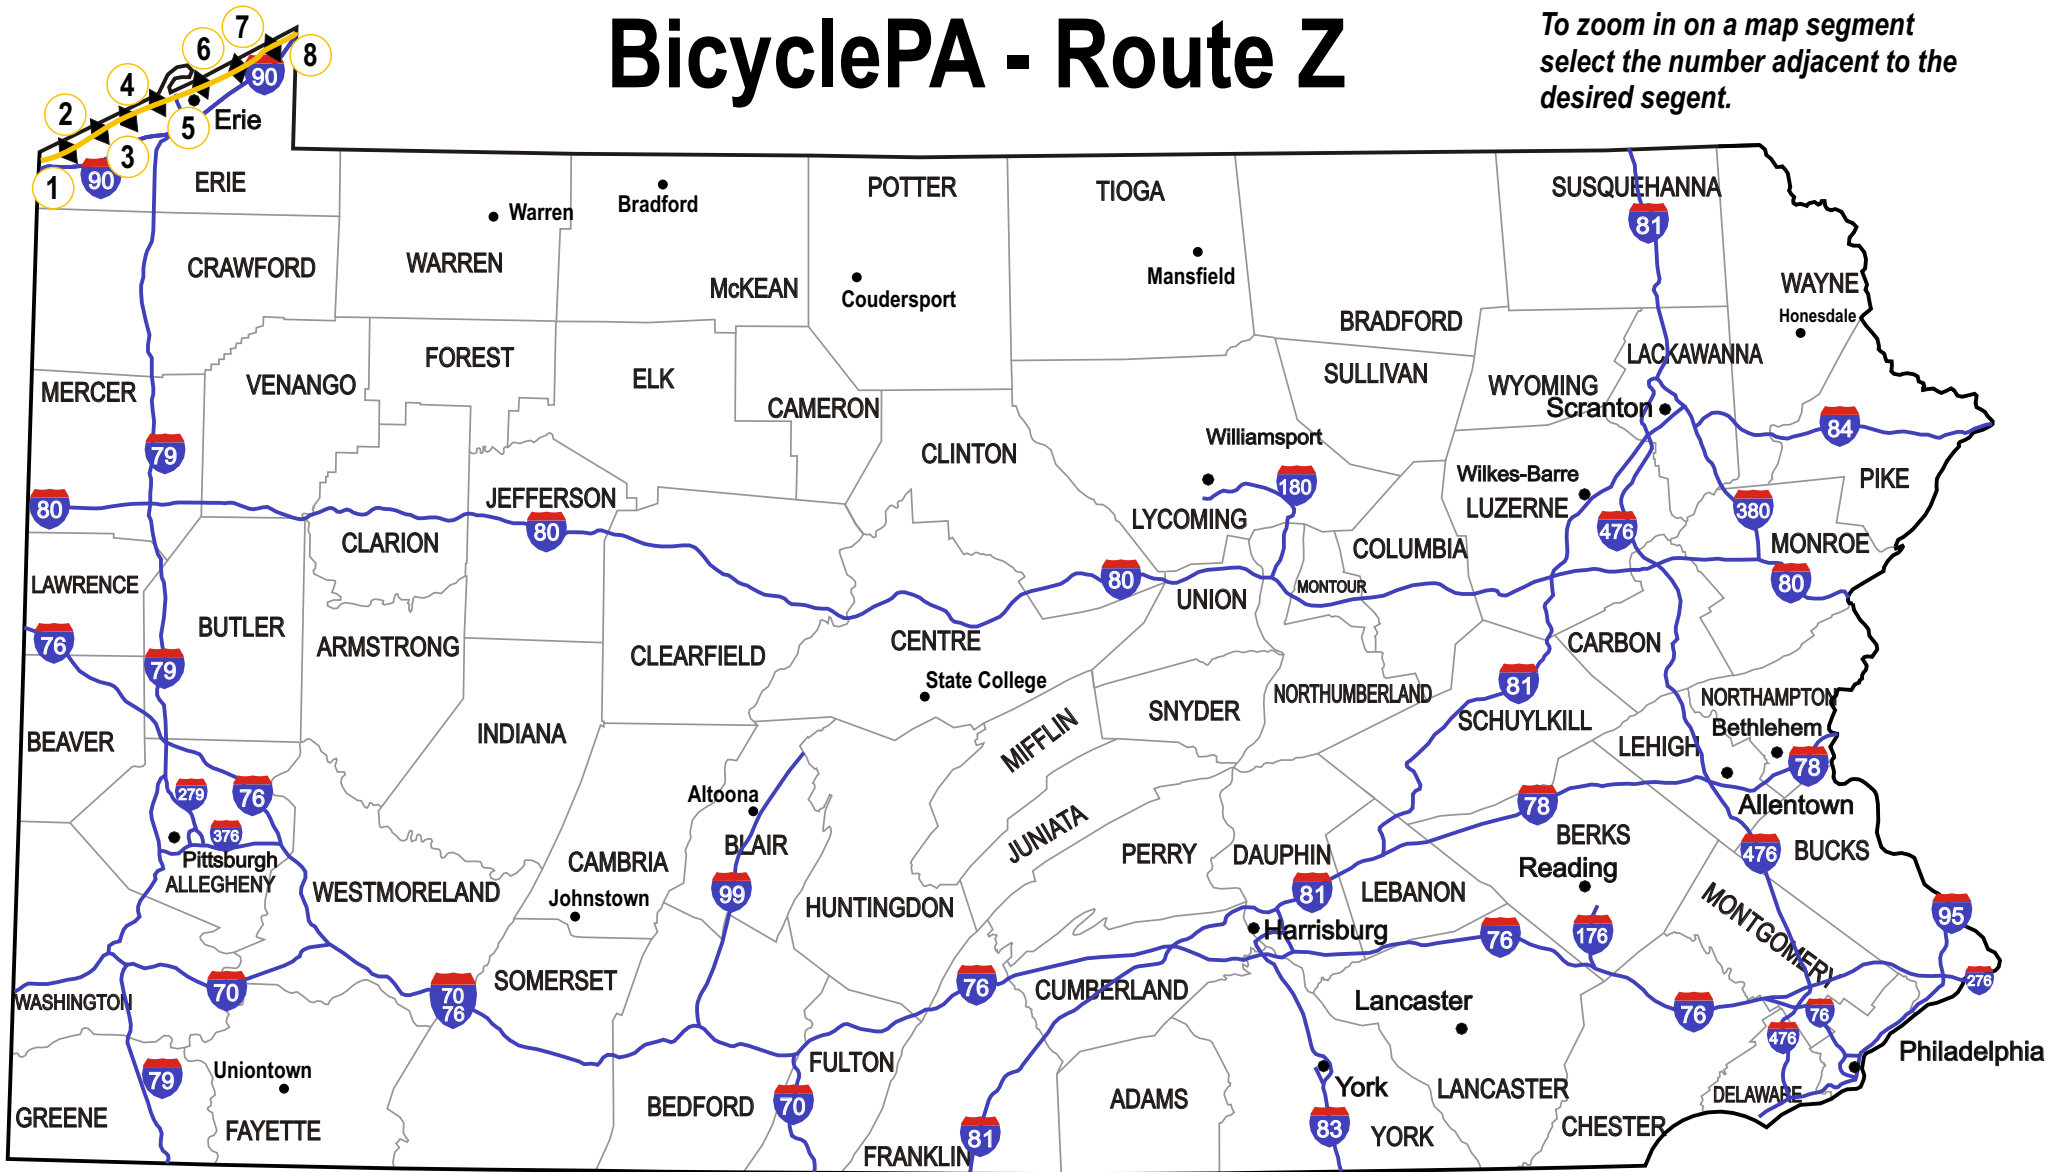 BicyclePA - Route Z
To zoom in on a map segment
select the number adjacent to the
desired segent.
7
6
8
4
90
2
5
Erie
3
1
90
ERIE
Warren
Bradford
POTTER
TIOGA
SUSQUEHANNA
81
CRAWFORD
WARREN
McKEAN
Coudersport
Mansfield
WAYNE
Honesdale
BRADFORD
FOREST
LACKAWANNA
MERCER
VENANGO
ELK
CAMERON
SULLIVAN
WYOMING
Scranton
84
79
CLINTON
Williamsport
Wilkes-Barre
PIKE
80
JEFFERSON
80
180
LYCOMING
LUZERNE
476
380
CLARION
COLUMBIA
MONROE
LAWRENCE
80
MONTOUR
80
UNION
76
BUTLER
ARMSTRONG
CLEARFIELD
CENTRE
CARBON
79
State College
81
NORTHUMBERLAND
NORTHAMPTON
BEAVER
INDIANA
MIFFLIN
SNYDER
SCHUYLKILL
LEHIGH
Bethlehem
78
279
76
Altoona
78
Allentown
376
Pittsburgh
ALLEGHENY
CAMBRIA
BLAIR
JUNIATA
PERRY
DAUPHIN
BERKS
Reading
476
BUCKS
WESTMORELAND
Johnstown
99
HUNTINGDON
81
LEBANON
MONTGOMERY
95
Harrisburg
76
176
WASHINGTON
70
70
76
SOMERSET
76
CUMBERLAND
Lancaster
76
76
276
476
Philadelphia
79
Uniontown
FULTON
York
LANCASTER
DELAWARE
GREENE
FAYETTE
BEDFORD
70
FRANKLIN
81
ADAMS
83
YORK
CHESTER